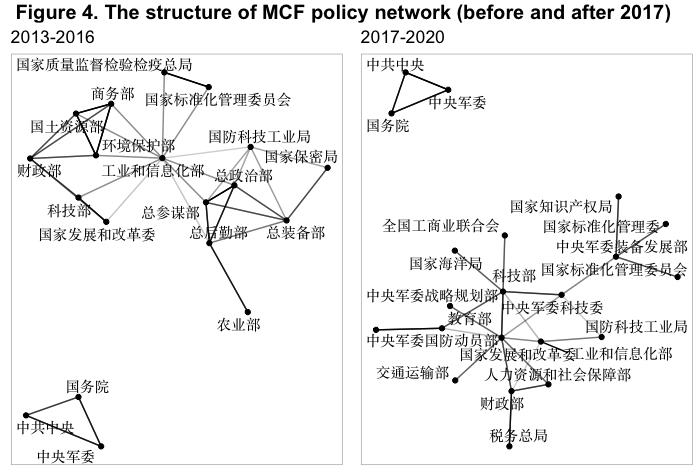 Figure 4. The structure of MCF policy network (before and after 2017)
2013-2016
国家质量监督检验检疫总局
商务部
国家标准化管理委员会
国土资源部
国防科技工业局
环境保护部
国家保密局
财政部
工业和信息化部
总政治部
科技部
总参谋部
国家发展和改革委
总后勤部
总装备部
农业部
国务院
中共中央
中央军委
2017-2020
中共中央
中央军委
国务院
国家知识产权局
全国工商业联合会
国家标准化管理委
中央军委装备发展部
国家海洋局
国家标准化管理委员会
科技部
中央军委战略规划部
中央军委科技委
教育部
国防科技工业局
中央军委国防动员部
国家发展和改革委
工业和信息化部
交通运输部
人力资源和社会保障部
财政部
税务总局